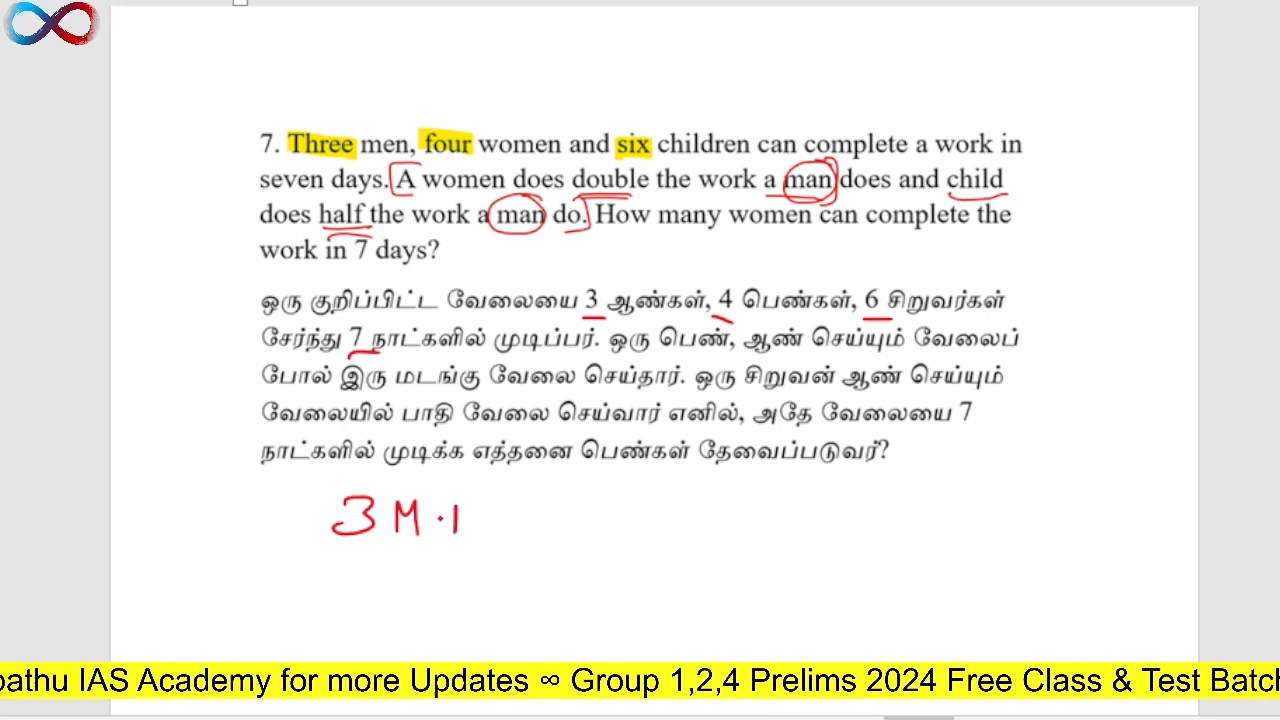 7. Three men, four women and six children can complete a work in
seven days. A women does double the work a man does and child
does half the work a man do. How many women can complete the
work in 7 days?
ஒரு குறிப்பிட்ட வேலையை 3 ஆண்கள், 4 பெண்கள், 6 சிறுவர்கள்
சேர்ந்து 7 நாட்களில் முடிப்பர். ஒரு பெண், ஆண் செய்யும் வேலைப்
போல் இரு மடங்கு வேலை செய்தார். ஒரு சிறுவன் ஆண் செய்யும்
வேலையில் பாதி வேலை செய்வார் எனில், அதே வேலையை 7
நாட்களில் முடிக்க எத்தனை பெண்கள் தேவைப்படுவர்?
3 M
IAS Academy for more Updates ∞ Group 1,2,4 Prelims 2024 Free Class & Test